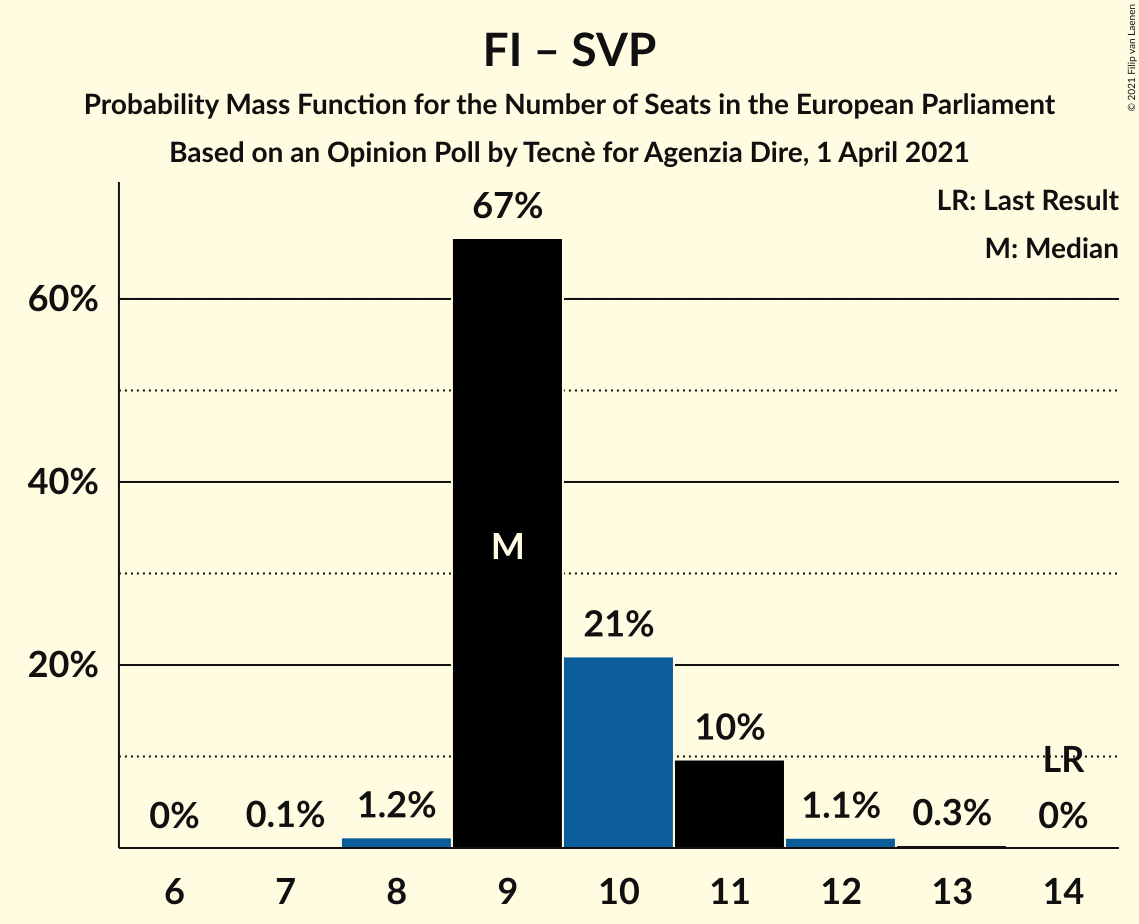 FI – SVP
Probability Mass Function for the Number of Seats in the European Parliament
Based on an Opinion Poll by Tecnè for Agenzia Dire, 1 April 2021
© 2021 Filip van Laenen
LR: Last Result
M: Median
67%
60%
40%
M
21%
20%
10%
LR
0%
0.1%
1.2%
1.1%
0.3%
0%
6 7 8 9 10 11 12 13 14